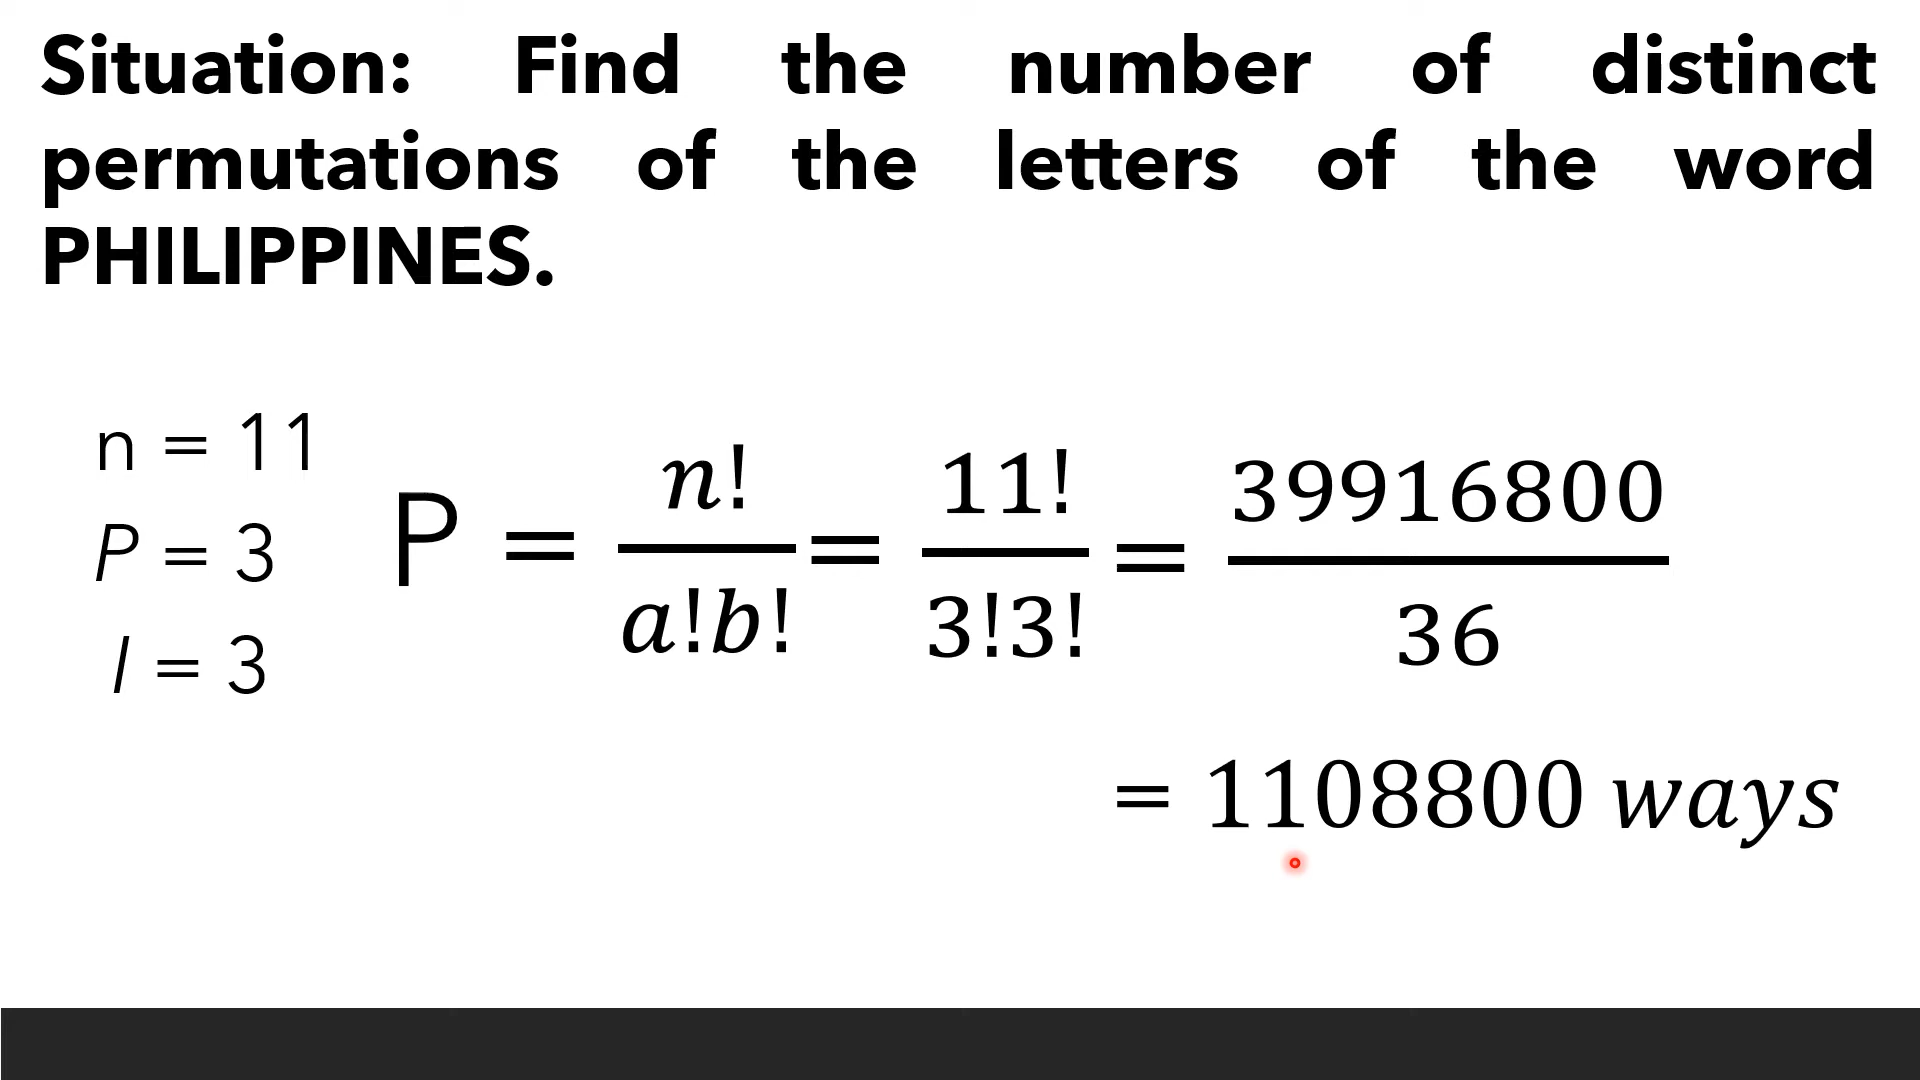 Situation: Find the number of distinct
permutations of the letters of the word
PHILIPPINES.
n = 11
P = 3
I = 3
P = n!/a!b! = 11!/3!3! = 39916800/36
= 1108800 ways